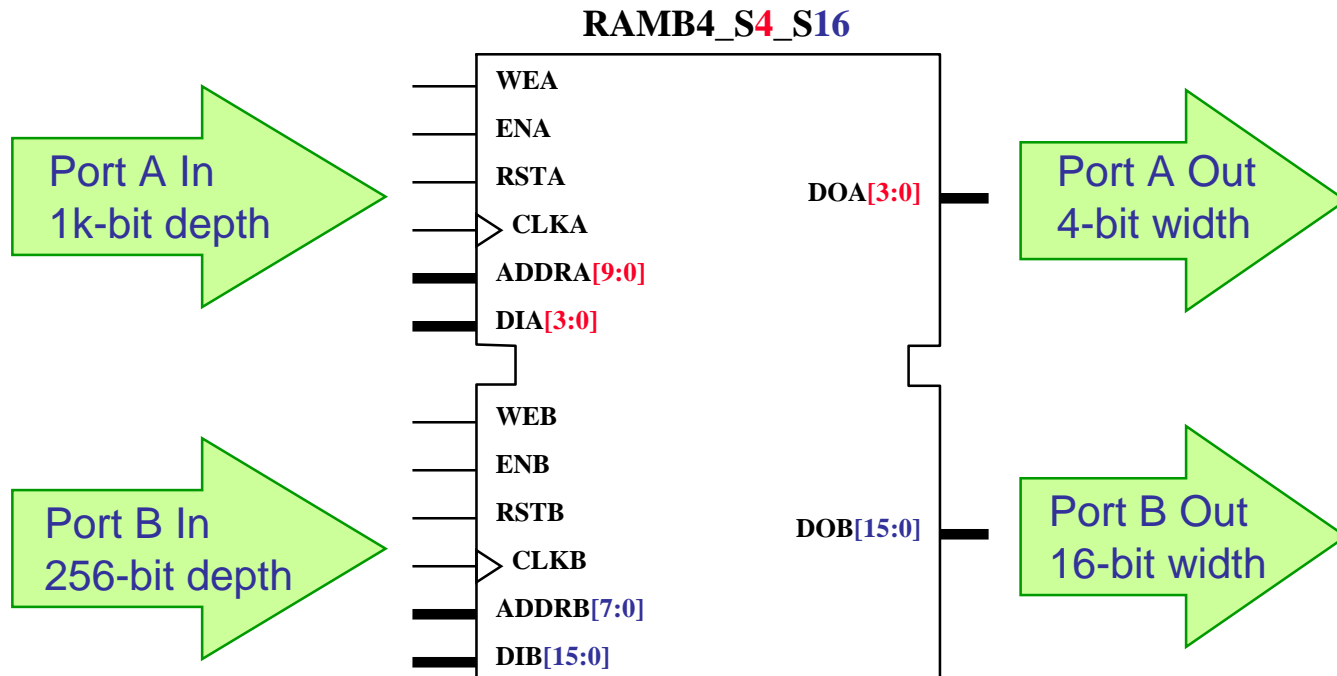 RAMB4_S4_S16
Port A In
1k-bit depth
WEA
ENA
RSTA
CLKA
ADDRA[9:0]
DIA[3:0]
DOA[3:0]
Port A Out
4-bit width
Port B In
256-bit depth
WEB
ENB
RSTB
CLKB
ADDRB[7:0]
DIB[15:0]
DOB[15:0]
Port B Out
16-bit width